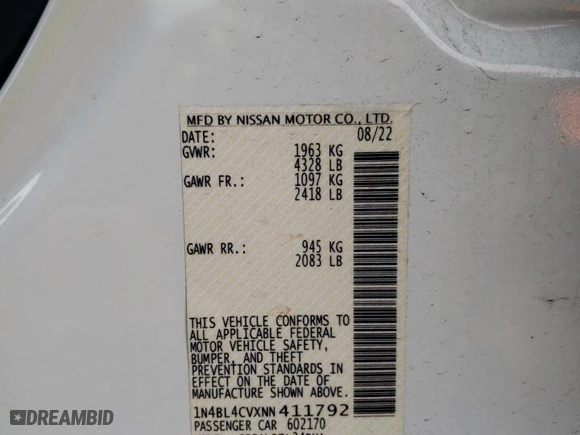 MFD BY NISSAN MOTOR CO., LTD.
DATE: 08/22
GVWR: 1963 KG
4328 LB
GAWR FR.: 1097 KG
2418 LB
GAWR RR.: 945 KG
2083 LB
THIS VEHICLE CONFORMS TO
ALL APPLICABLE FEDERAL
MOTOR VEHICLE SAFETY,
BUMPER, AND THEFT
PREVENTION STANDARDS IN
EFFECT ON THE DATE OF
MANUFACTURE SHOWN ABOVE.
1N4BL4CVXNN411792
PASSENGER CAR 602170
DREAMBID